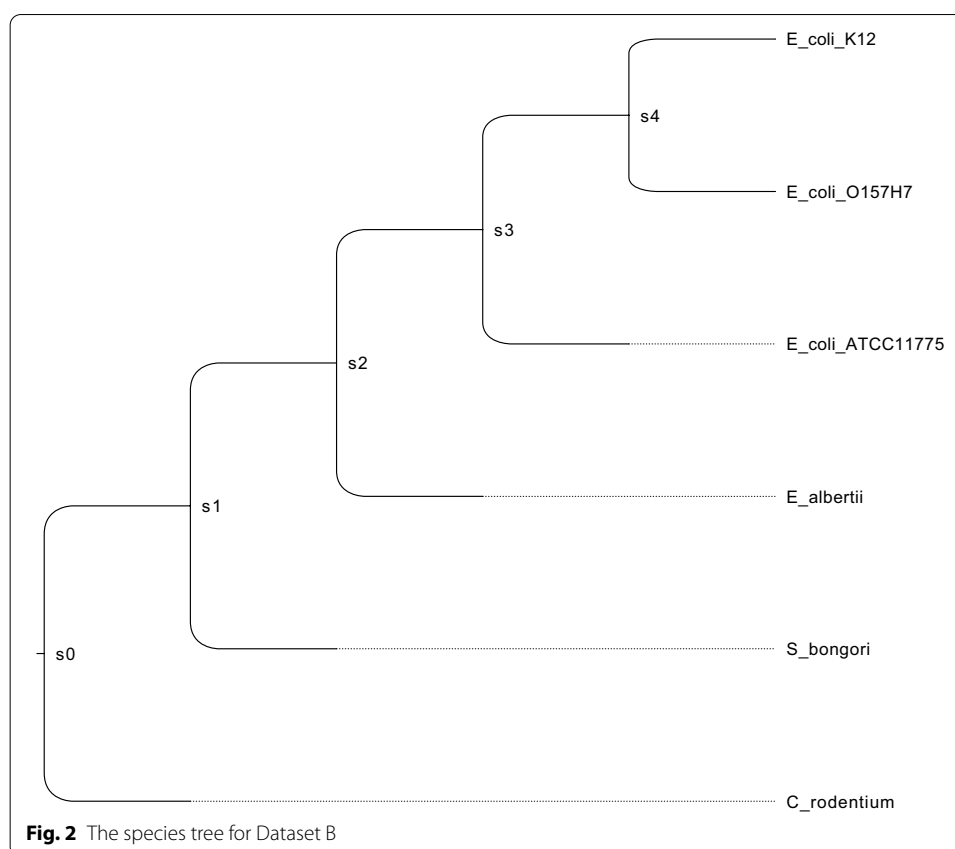 E_coli_K12
s4
E_coli_O157H7
s3
E_coli_ATCC11775
s2
E_albertii
s1
S_bongori
s0
C_rodentium
Fig. 2 The species tree for Dataset B